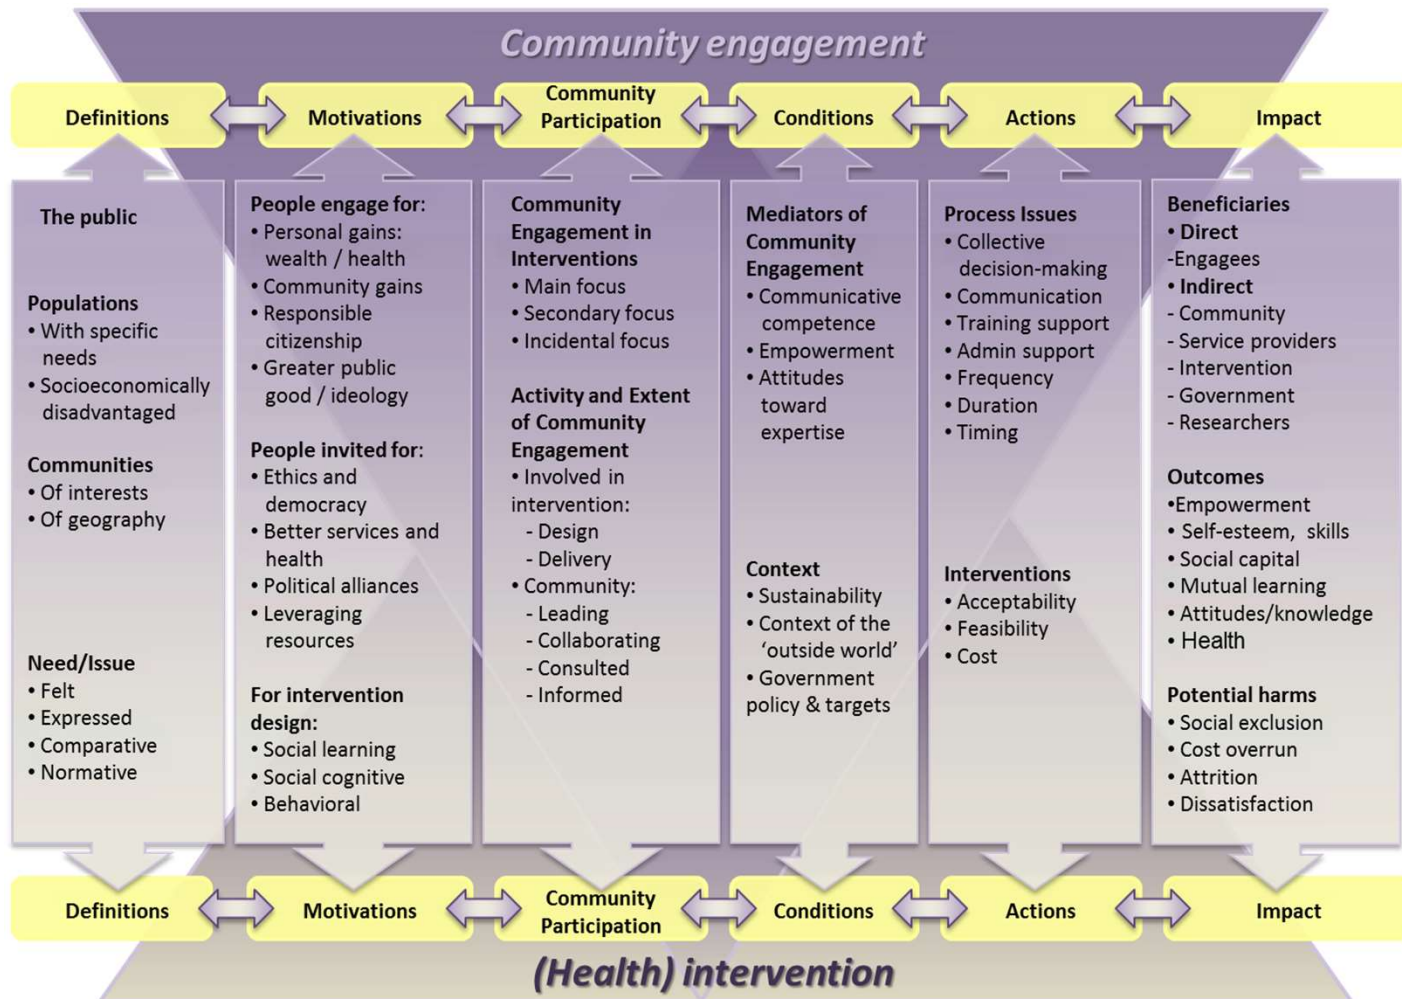 Community engagement
Definitions
Motivations
Community
Participation
Conditions
Actions
Impact
The public
Populations
• With specific
needs
• Socioeconomically
disadvantaged
Communities
• Of interests
• Of geography
Need/Issue
• Felt
• Expressed
• Comparative
• Normative
People engage for:
• Personal gains:
wealth / health
• Community gains
• Responsible
citizenship
• Greater public
good / ideology
People invited for:
• Ethics and
democracy
• Better services and
health
• Political alliances
• Leveraging
resources
For intervention
design:
• Social learning
• Social cognitive
• Behavioral
Community
Engagement in
Interventions
• Main focus
• Secondary focus
• Incidental focus
Activity and Extent
of Community
Engagement
• Involved in
intervention:
- Design
- Delivery
• Community:
- Leading
- Collaborating
- Consulted
- Informed
Mediators of
Community
Engagement
• Communicative
competence
• Empowerment
• Attitudes
toward
expertise
Context
• Sustainability
• Context of the
‘outside world’
• Government
policy & targets
Process Issues
• Collective
decision-making
• Communication
• Training support
• Admin support
• Frequency
• Duration
• Timing
Interventions
• Acceptability
• Feasibility
• Cost
Beneficiaries
• Direct
-Engagees
• Indirect
- Community
- Service providers
- Intervention
- Government
- Researchers
Outcomes
•Empowerment
• Self-esteem, skills
• Social capital
• Mutual learning
• Attitudes/knowledge
• Health
Potential harms
• Social exclusion
• Cost overrun
• Attrition
• Dissatisfaction
Definitions
Motivations
Community
Participation
Conditions
Actions
Impact
(Health) intervention